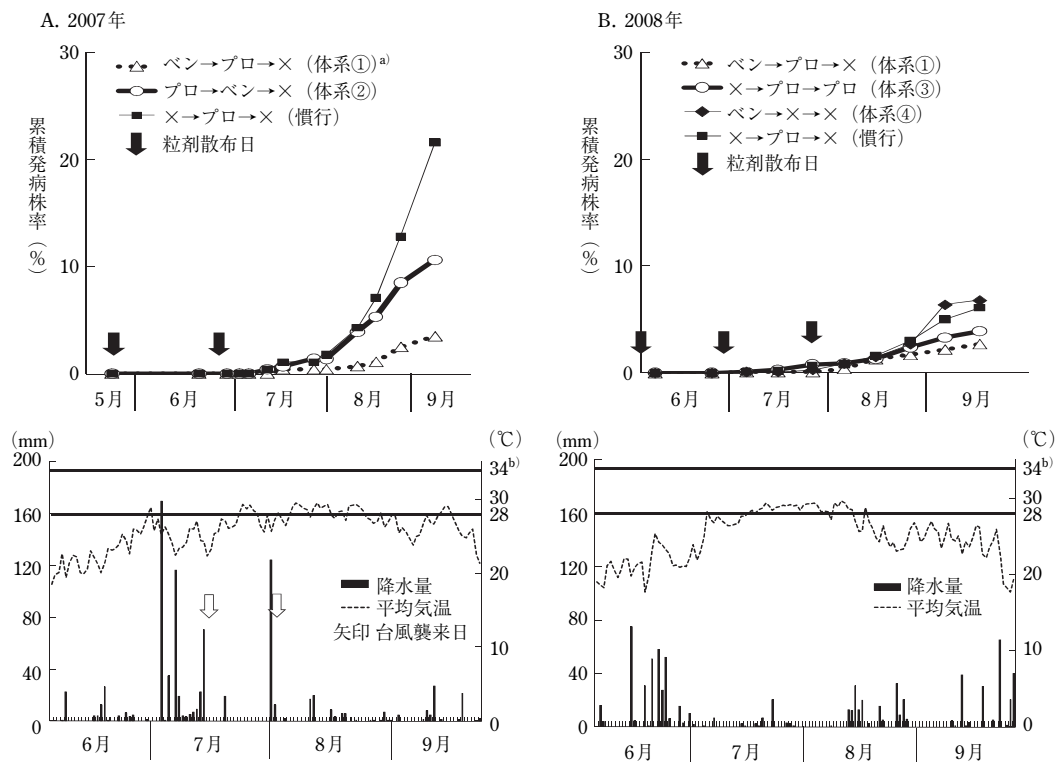 A. 2007年
30
20
10
0
累積発病株率（%）
ベン→プロ→×（体系①）a)
プロ→ベン→×（体系②）
×→プロ→×（慣行）
粒剤散布日
5月 6月 7月 8月 9月
B. 2008年
30
20
10
0
累積発病株率（%）
ベン→プロ→×（体系①）
×→プロ→プロ（体系③）
ベン→×→×（体系④）
×→プロ→×（慣行）
粒剤散布日
6月 7月 8月 9月
(mm)
200
160
120
80
40
0
(℃)
34b)
30
28
20
10
0
降水量
平均気温
矢印 台風襲来日
6月 7月 8月 9月
(mm)
200
160
120
80
40
0
(℃)
34b)
30
28
20
10
0
降水量
平均気温
6月 7月 8月 9月